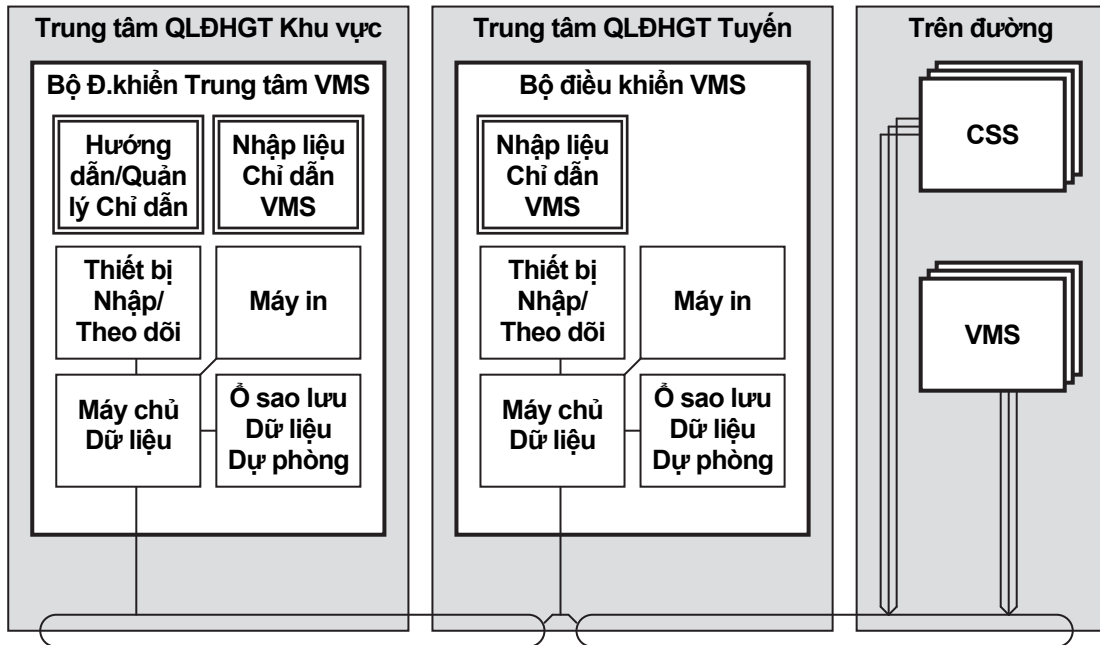 Trung tâm QLĐHGT Khu vực
Bộ Đ.khiển Trung tâm VMS
Hướng
dẫn/Quản
lý Chỉ dẫn
Nhập liệu
Chỉ dẫn
VMS
Thiết bị
Nhập/
Theo dõi
Máy in
Máy chủ
Dữ liệu
Ổ sao lưu
Dữ liệu
Dự phòng
Trung tâm QLĐHGT Tuyến
Bộ điều khiển VMS
Nhập liệu
Chỉ dẫn
VMS
Thiết bị
Nhập/
Theo dõi
Máy in
Máy chủ
Dữ liệu
Ổ sao lưu
Dữ liệu
Dự phòng
Trên đường
CSS
VMS